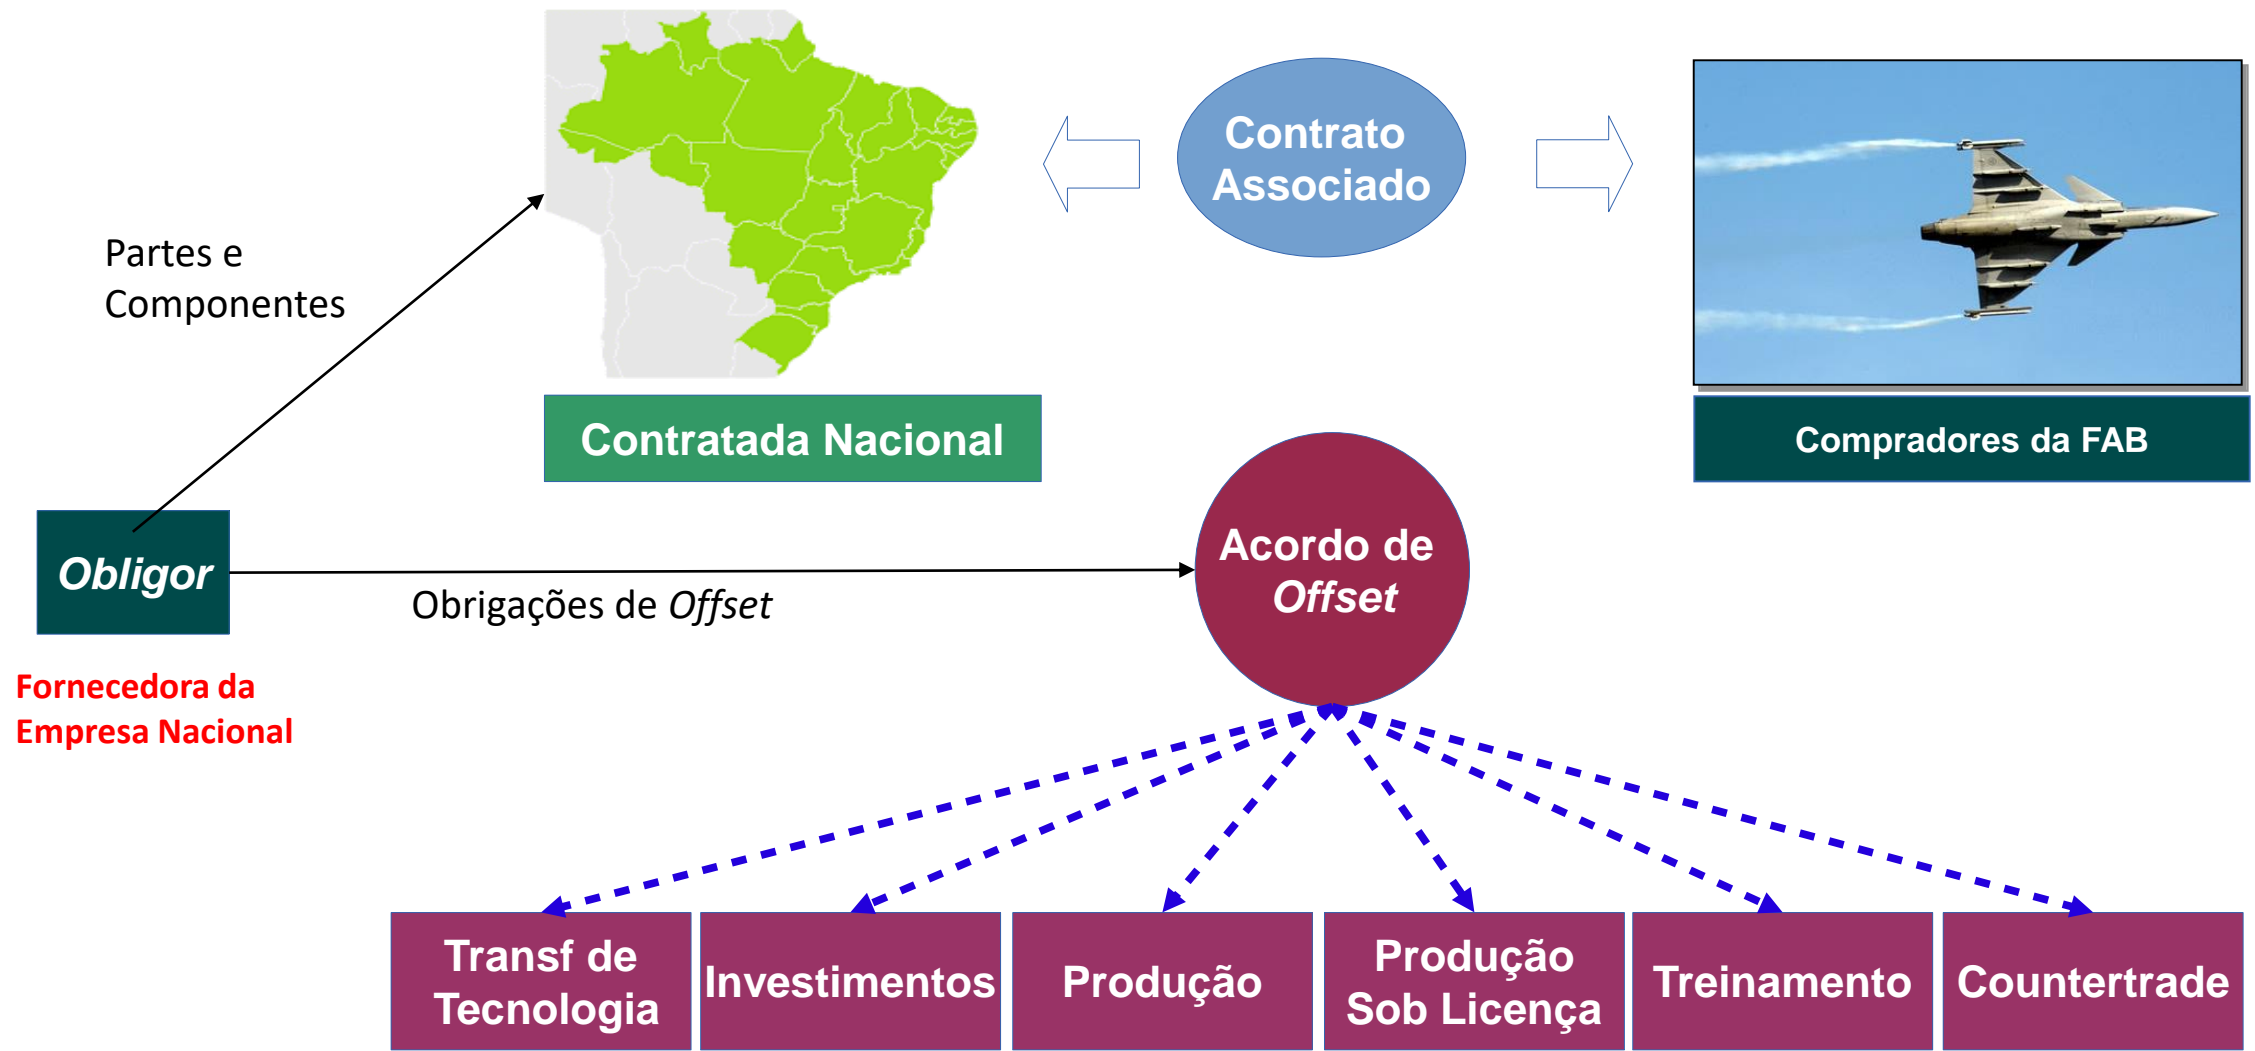 Contrato
Associado
Partes e
Componentes
Contratada Nacional
Compradores da FAB
Obligor
Obrigações de Offset
Acordo de
Offset
Fornecedora da
Empresa Nacional
Transf de
Tecnologia
Investimentos
Produção
Produção
Sob Licença
Treinamento
Countertrade